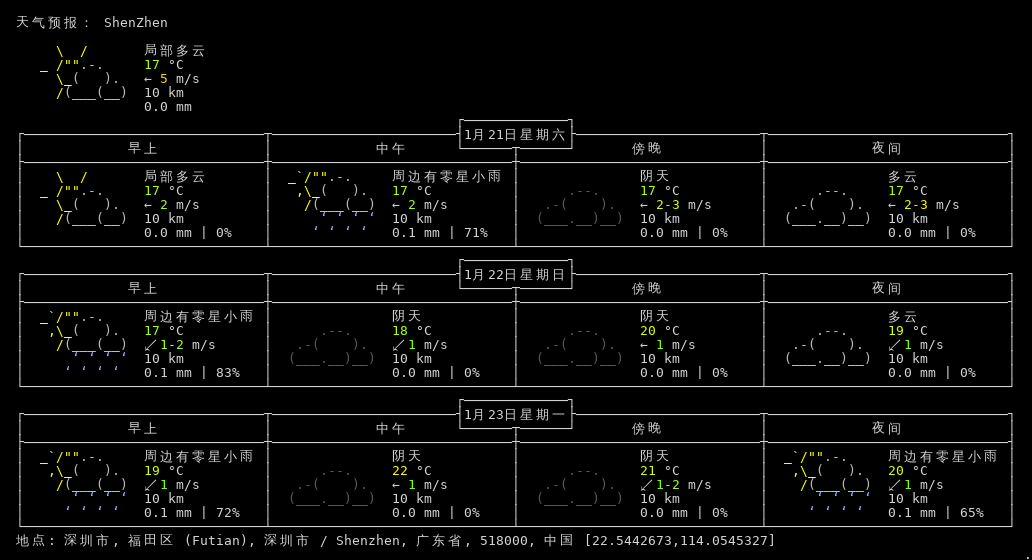 天气预报： ShenZhen
局部多云
17 °C
← 5 m/s
10 km
0.0 mm
1月21日星期六
早上 中午 傍晚 夜间
局部多云 周边有零星小雨 阴天 多云
17 °C 17 °C 17 °C 17 °C
← 2 m/s ← 2 m/s ← 2-3 m/s ← 2-3 m/s
10 km 10 km 10 km 10 km
0.0 mm | 0% 0.1 mm | 71% 0.0 mm | 0% 0.0 mm | 0%
1月22日星期日
早上 中午 傍晚 夜间
周边有零星小雨 阴天 阴天 多云
17 °C 18 °C 20 °C 19 °C
↙ 1-2 m/s ↙ 1 m/s ← 1 m/s ↙ 1 m/s
10 km 10 km 10 km 10 km
0.1 mm | 83% 0.0 mm | 0% 0.0 mm | 0% 0.0 mm | 0%
1月23日星期一
早上 中午 傍晚 夜间
周边有零星小雨 阴天 阴天 周边有零星小雨
19 °C 22 °C 21 °C 20 °C
↙ 1 m/s ← 1 m/s ↙ 1-2 m/s ↙ 1 m/s
10 km 10 km 10 km 10 km
0.1 mm | 72% 0.0 mm | 0% 0.0 mm | 0% 0.1 mm | 65%
地点: 深圳市, 福田区 (Futian), 深圳市 / Shenzhen, 广东省, 518000, 中国 [22.5442673,114.0545327]